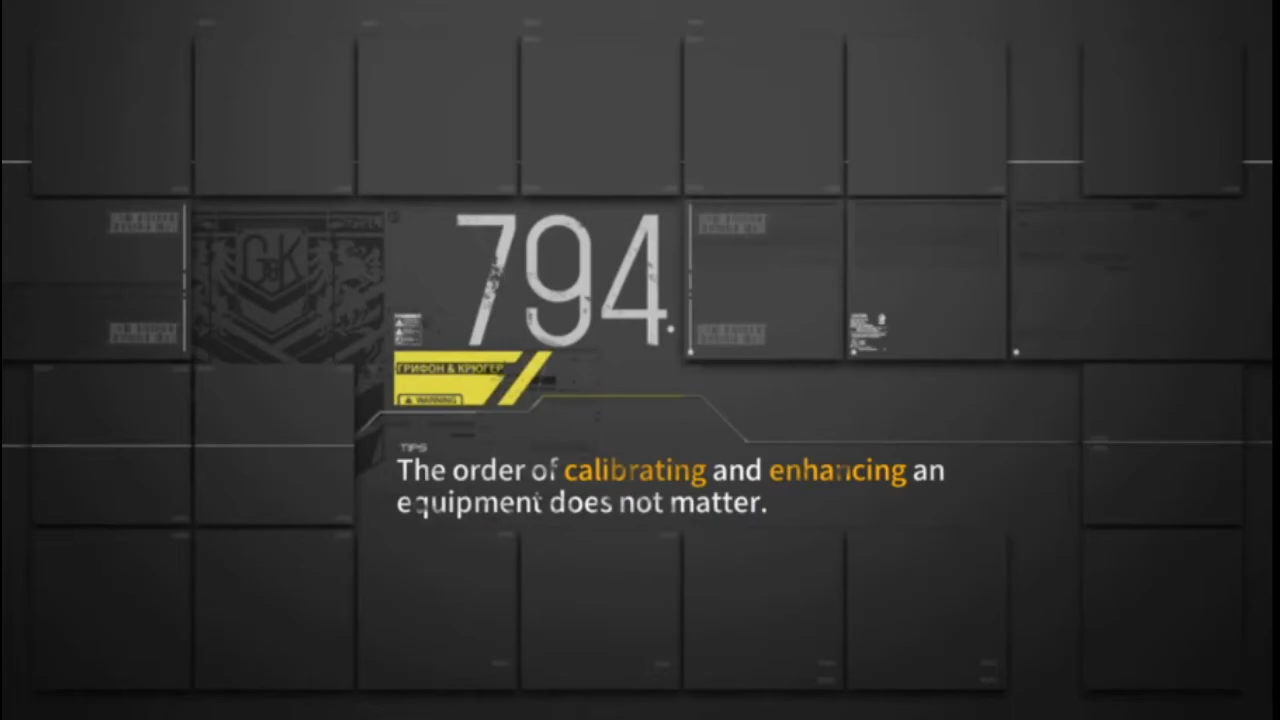 G&K
794.
ГРИФОН & КРЮГЕР
WARNING
TIPS
The order of calibrating and enhancing an
equipment does not matter.